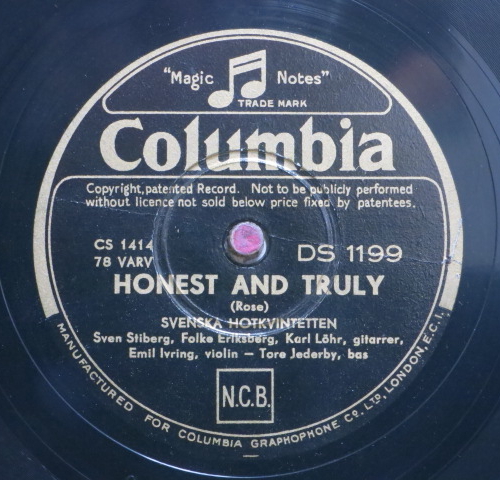 "Magic Notes"
TRADE MARK
Columbia
Copyright, patented Record. Not to be publicly performed
without licence nor sold below price fixed by patentees.
CS 1414
78 VARV
DS 1199
HONEST AND TRULY
(Rose)
SVENSKA HOTKVINTETTEN
Sven Stiberg, Folke Eriksberg, Karl Löhr, gitarrer,
Emil Ivring, violin – Tore Jederby, bas
N.C.B.
MANUFACTURED FOR COLUMBIA GRAPHOPHONE CO. LTD, LONDON, E.C.1,